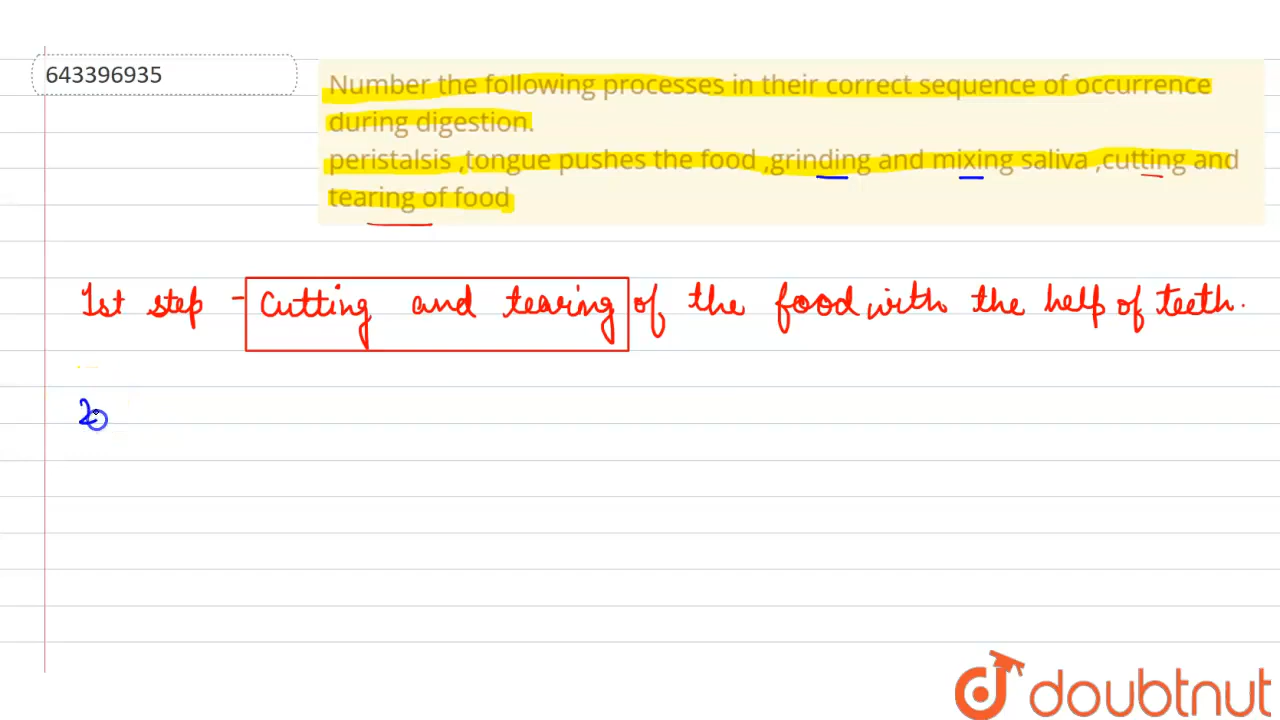 643396935
Number the following processes in their correct sequence of occurrence
during digestion.
peristalsis ,tongue pushes the food ,grinding and mixing saliva ,cutting and
tearing of food
1st step - Cutting and tearing of the food with the help of teeth.
2
doubtnut